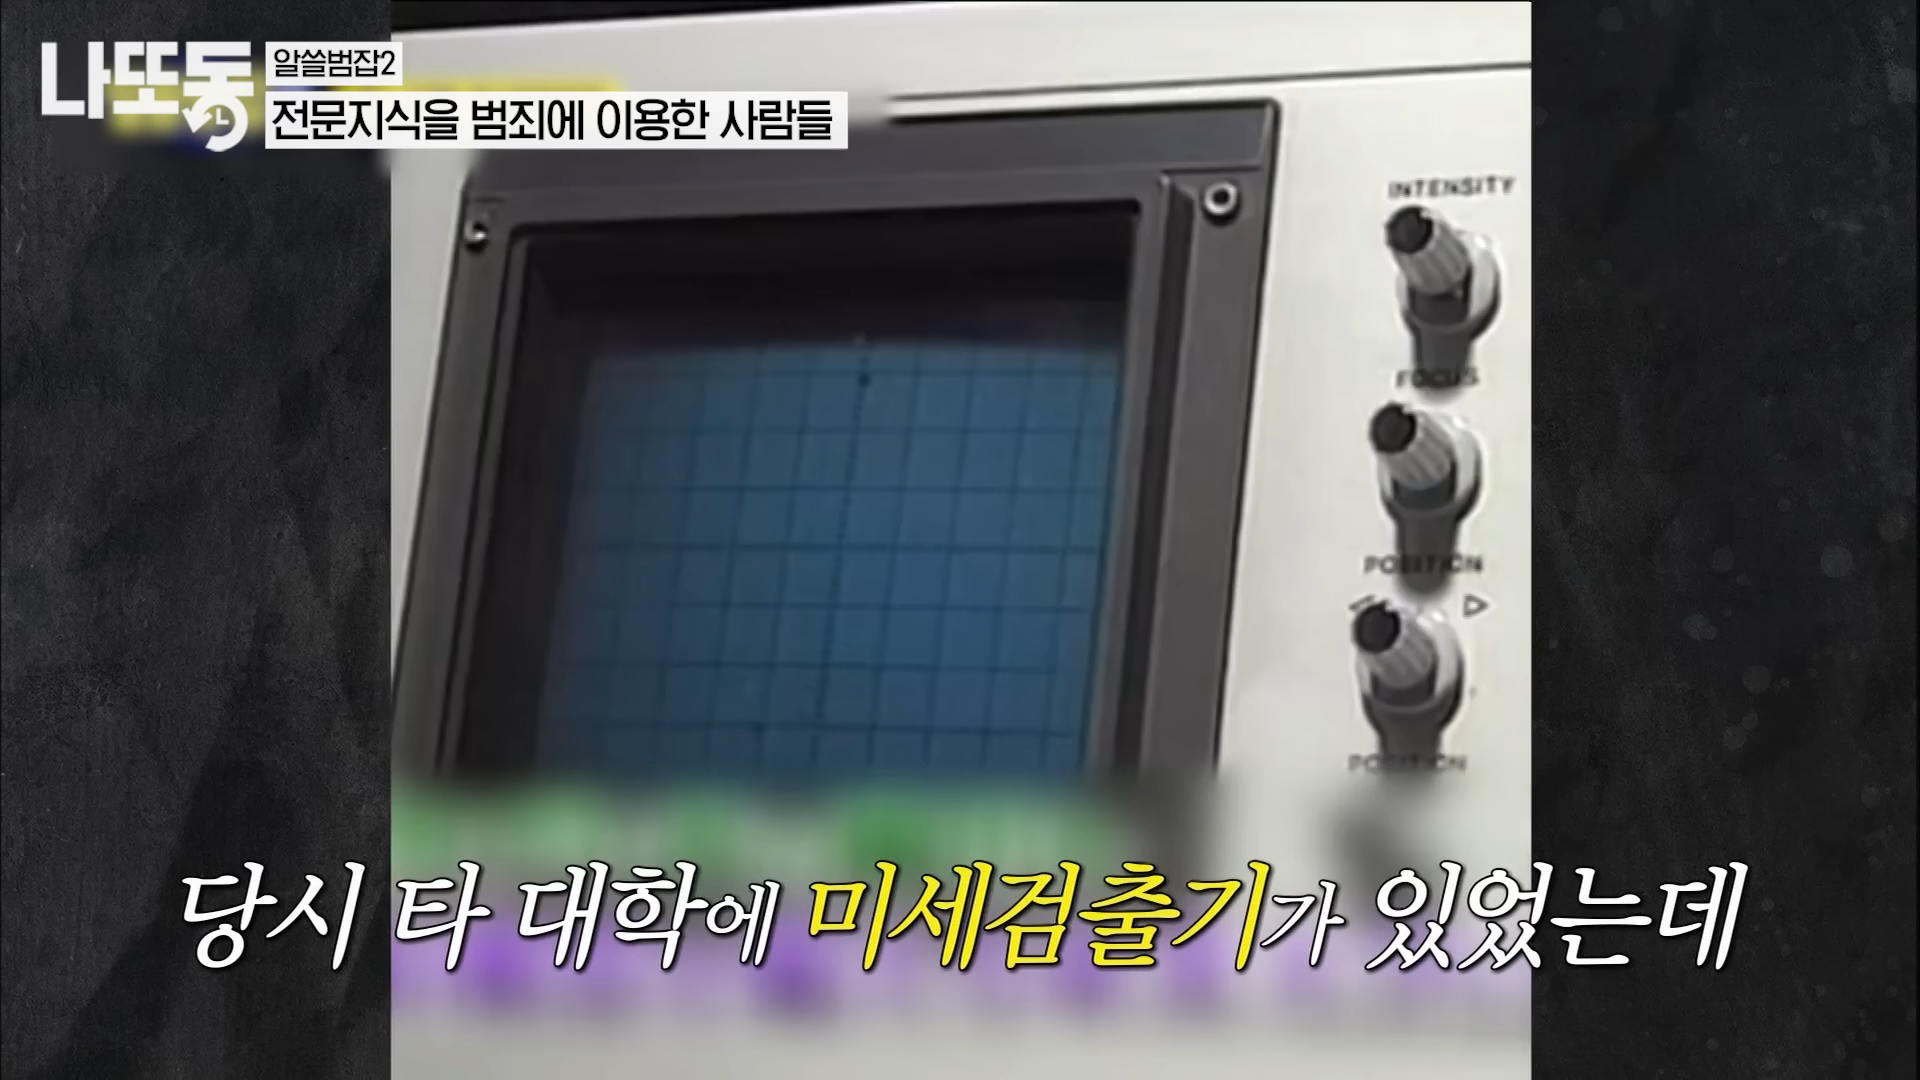 나또동
알쓸범잡2
전문지식을 범죄에 이용한 사람들
INTENSITY
FOCUS
POSITION
POSITION
당시 타 대학에 미세검출기가 있었는데